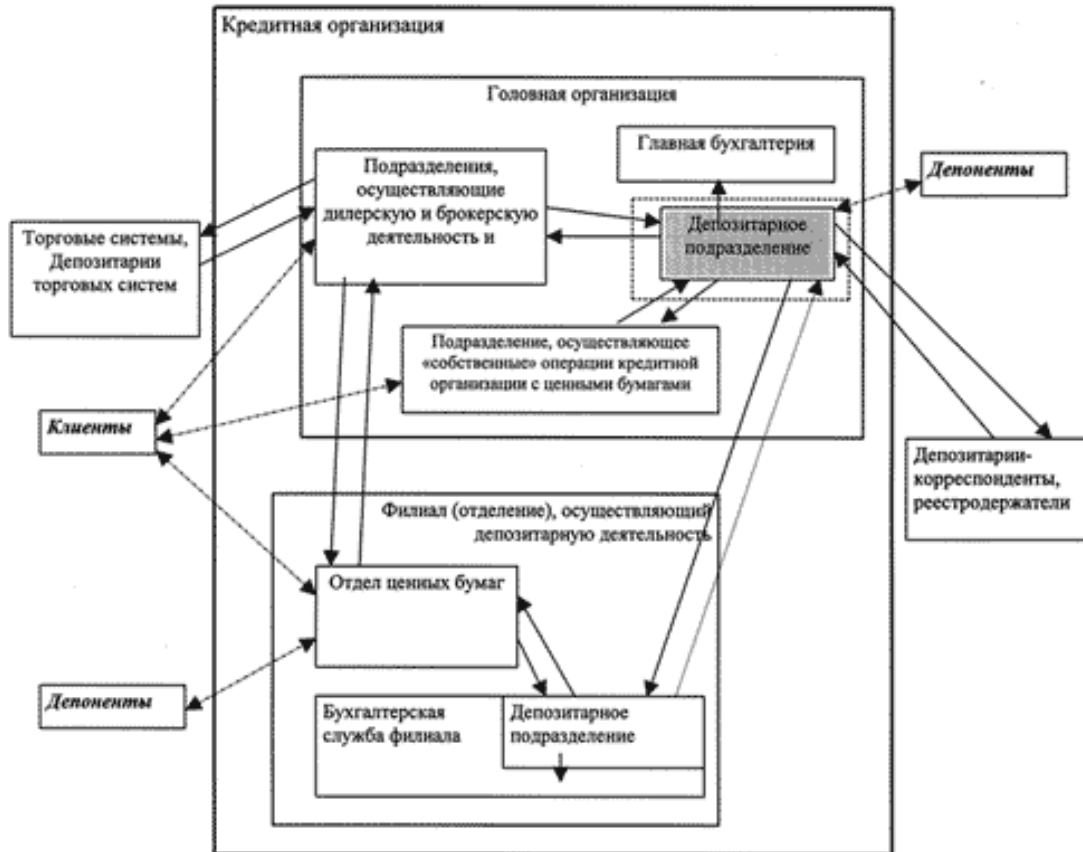 Кредитная организация
Головная организация
Главная бухгалтерия
Подразделения,
осуществляющие
дилерскую и брокерскую
деятельность и
Депоненты
Депозитарное
подразделение
Торговые системы,
Депозитарии
торговых систем
Подразделение, осуществляющее
«собственные» операции кредитной
организации с ценными бумагами
Клиенты
Депозитарии-
корреспонденты,
реестродержатели
Филиал (отделение), осуществляющий
депозитарную деятельность
Отдел ценных бумаг
Депоненты
Бухгалтерская
служба филиала
Депозитарное
подразделение